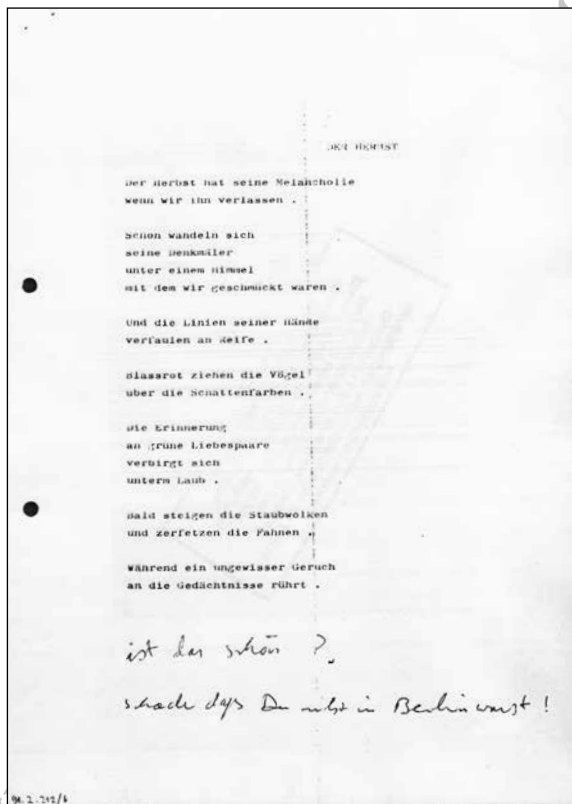 DER HERBST
Der Herbst hat seine Melancholie
wenn wir ihn verlassen .
Schon wandeln sich
seine Denkmäler
unter einem Himmel
mit dem wir geschmückt waren .
Und die Linien seiner Hände
verfaulen an Reife .
Blassrot ziehen die Vögel
über die Schattenfarben .
Die Erinnerung
an grüne Liebespaare
verbirgt sich
unterm Laub .
Bald steigen die Staubwolken
und zerfetzen die Fahnen .
Während ein ungewisser Geruch
an die Gedächtnisse rührt .
ist das schön ?
schade daß Du nicht in Berlin warst !